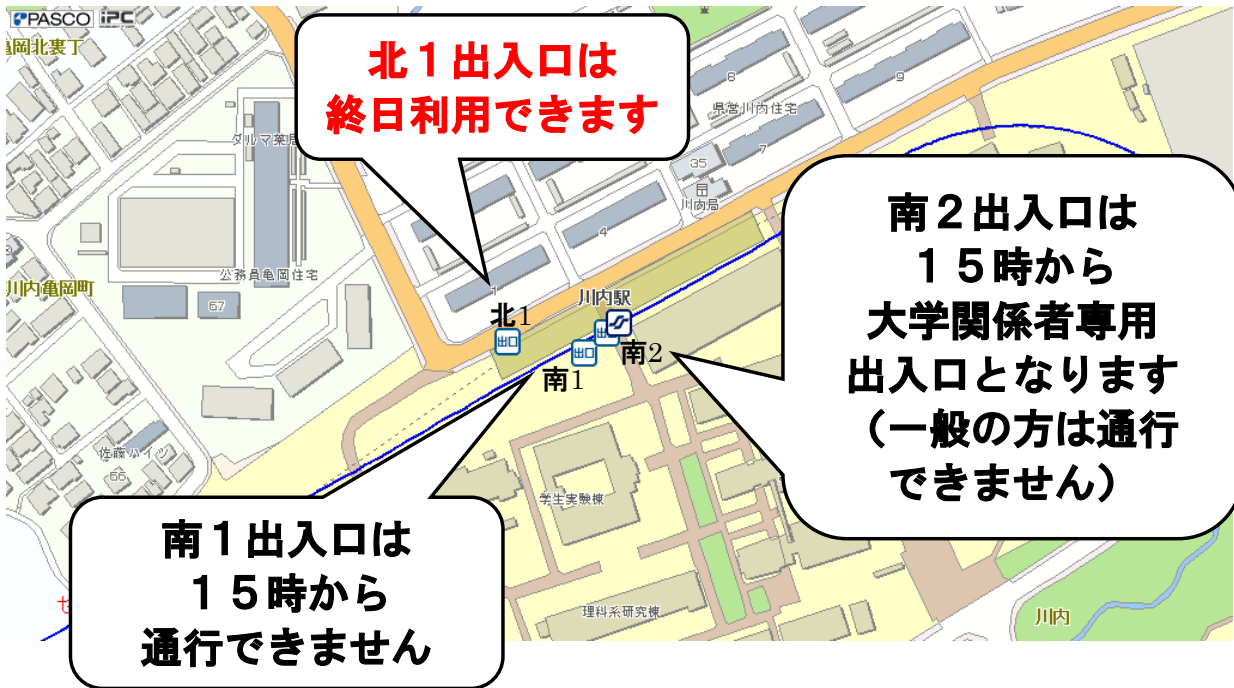 PASCO iPC
亀岡北裏丁
北１出入口は
終日利用できます
ダルマ薬局
8
9
県営川内住宅
7
35
川内局
4
1
公務員亀岡住宅
67
川内亀岡町
川内駅
北1
出口
出口
南1
南2
南２出入口は
１５時から
大学関係者専用
出入口となります
（一般の方は通行
できません）
佐藤ハイツ
66
学生実験棟
南１出入口は
１５時から
通行できません
理科系研究棟
川内